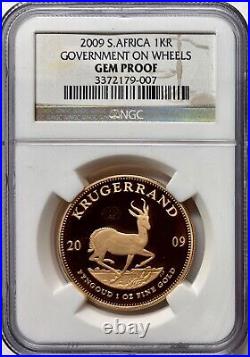 2009 S.AFRICA 1KR
GOVERNMENT ON WHEELS
GEM PROOF
3372179-007
NGC
KRUGERRAND
20 09
FYNGOUD 1 OZ FINE GOLD